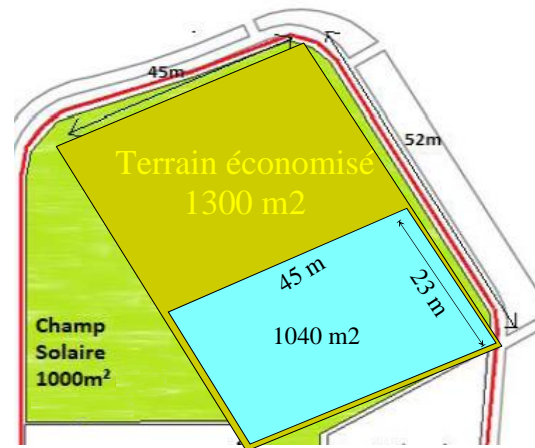 45m
52m
Terrain économisé
1300 m2
45 m
23 m
1040 m2
Champ
Solaire
1000m²